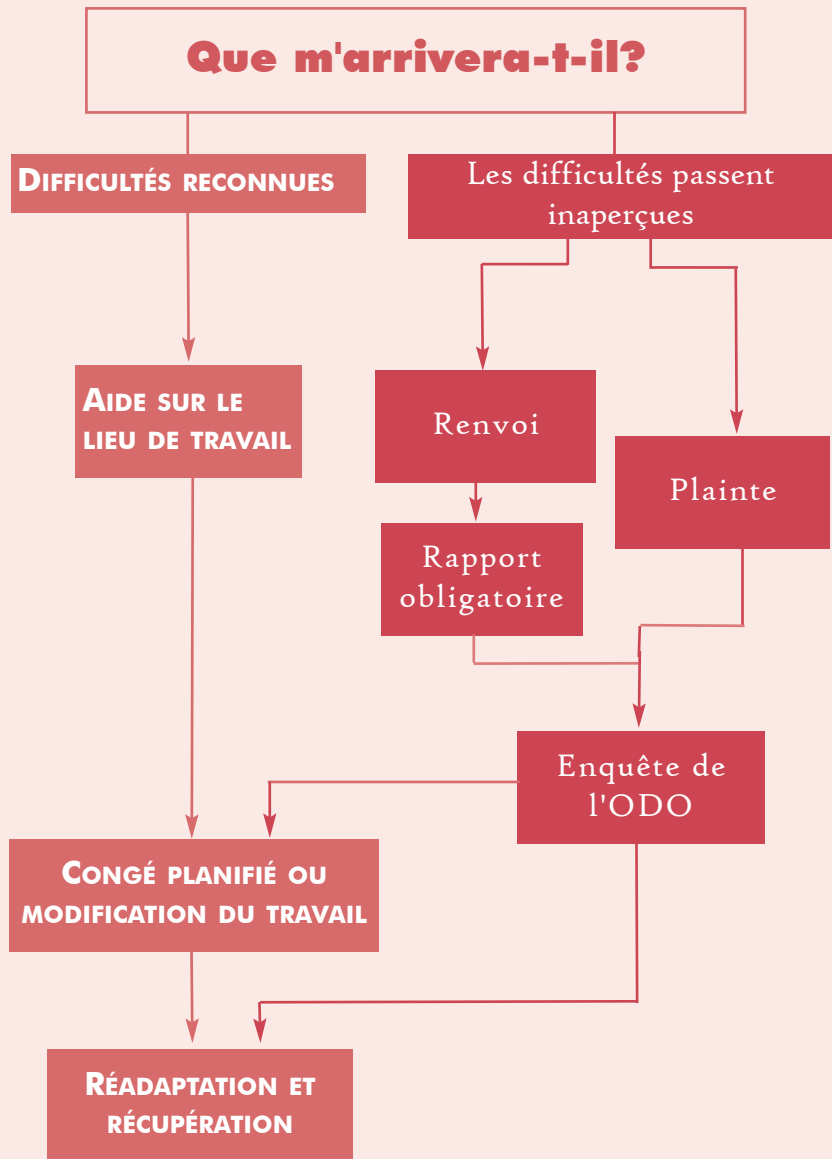 Que m'arrivera-t-il?
DIFFICULTÉS RECONNUES
Les difficultés passent
inaperçues
AIDE SUR LE
LIEU DE TRAVAIL
Renvoi
Plainte
Rapport
obligatoire
Enquête de
l'ODO
CONGÉ PLANIFIÉ OU
MODIFICATION DU TRAVAIL
RÉADAPTATION ET
RÉCUPÉRATION